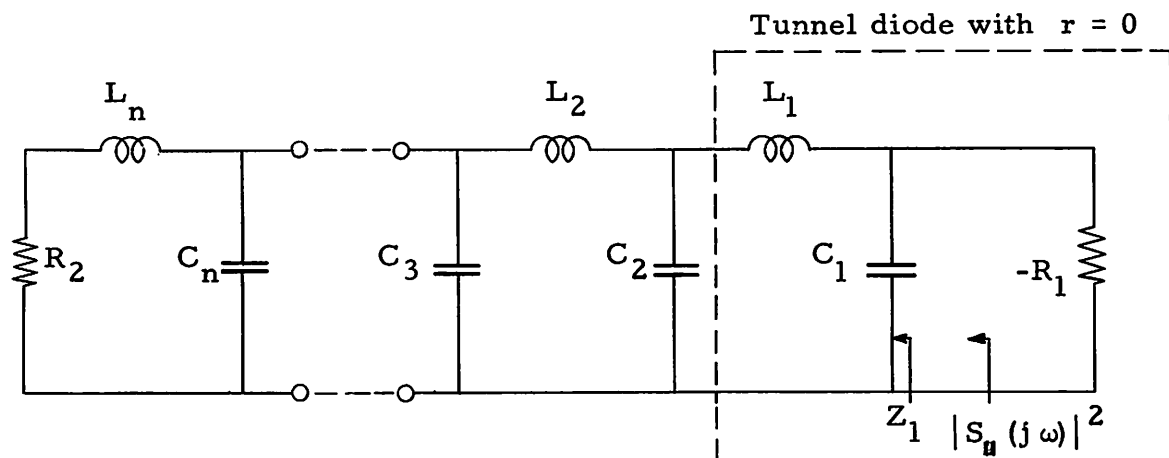 Tunnel diode with r = 0
L_n
L_2
L_1
R_2
C_n
C_3
C_2
C_1
-R_1
Z_1
|S_11 (j ω)|^2